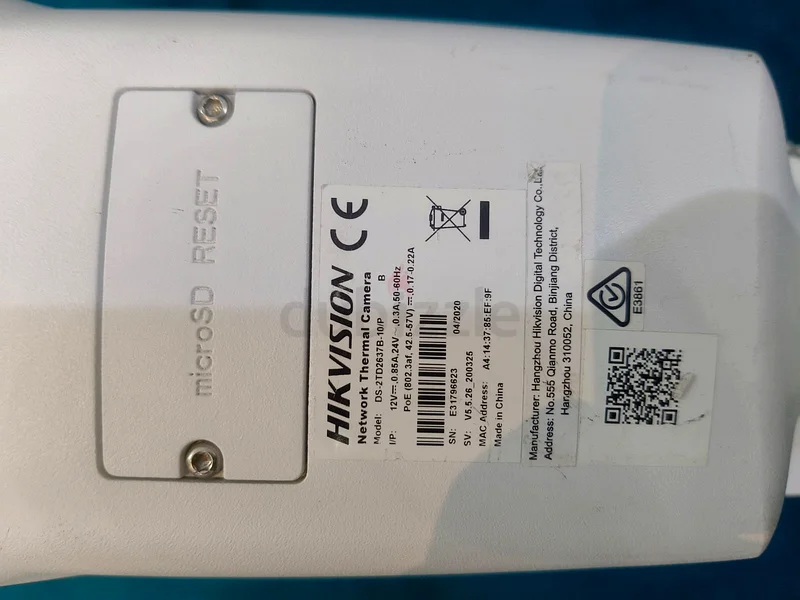 microSD RESET
HIKVISION CE
Network Thermal Camera
Model: DS-2TD2637B-10/P B
I/P: 12V⎓,0.85A,24V~,0.3A,50-60Hz
PoE (802.3af, 42.5-57V)⎓,0.17-0.22A
SN: E31796623 04/2020
SV: V5.5.26_200325
MAC Address: A4:14:37:85:EF:9F
Made in China
Manufacturer: Hangzhou Hikvision Digital Technology Co.,Ltd.
Address: No.555 Qianmo Road, Binjiang District,
Hangzhou 310052, China
E3861
dubizzle